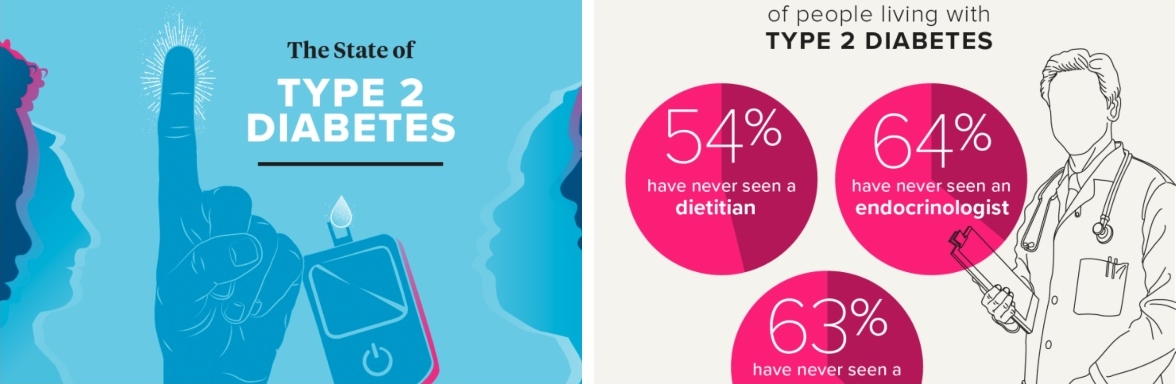 The State of
TYPE 2
DIABETES
of people living with
TYPE 2 DIABETES
54%
have never seen a
dietitian
64%
have never seen an
endocrinologist
63%
have never seen a